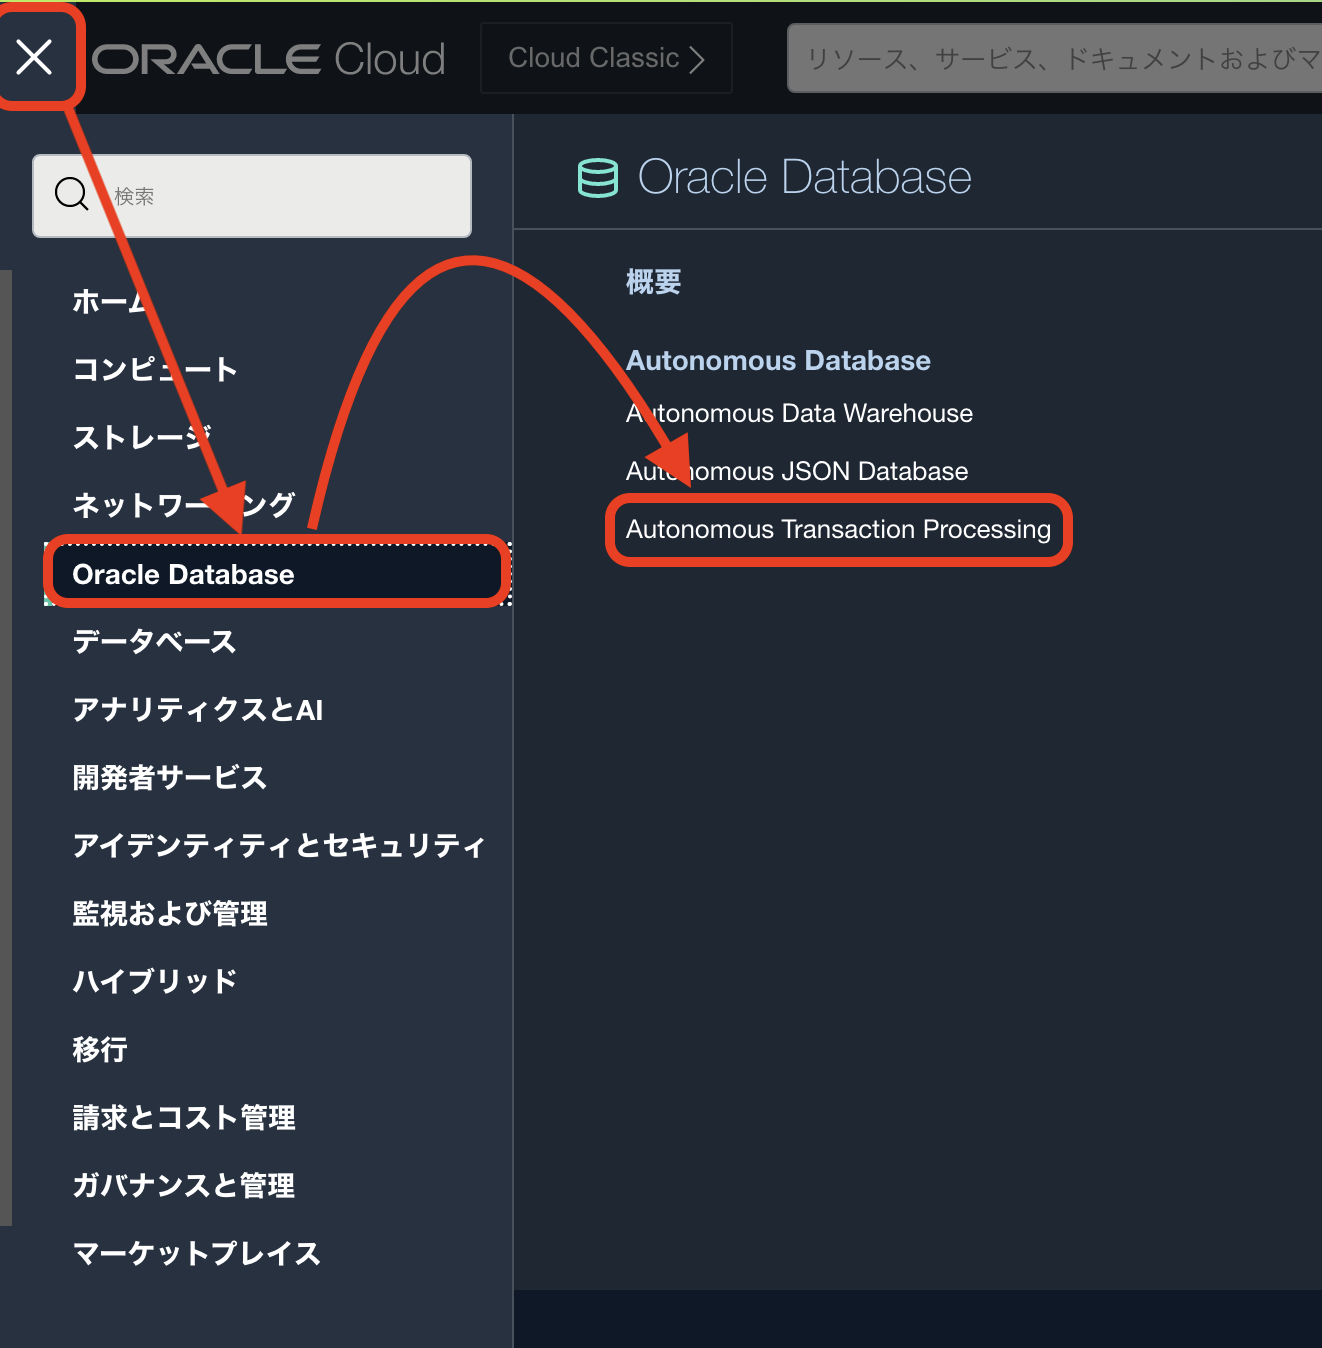 ORACLE Cloud
Cloud Classic
リソース、サービス、ドキュメントおよびマ
検索
ホーム
コンピュート
ストレージ
ネットワーキング
Oracle Database
データベース
アナリティクスとAI
開発者サービス
アイデンティティとセキュリティ
監視および管理
ハイブリッド
移行
請求とコスト管理
ガバナンスと管理
マーケットプレイス
Oracle Database
概要
Autonomous Database
Autonomous Data Warehouse
Autonomous JSON Database
Autonomous Transaction Processing